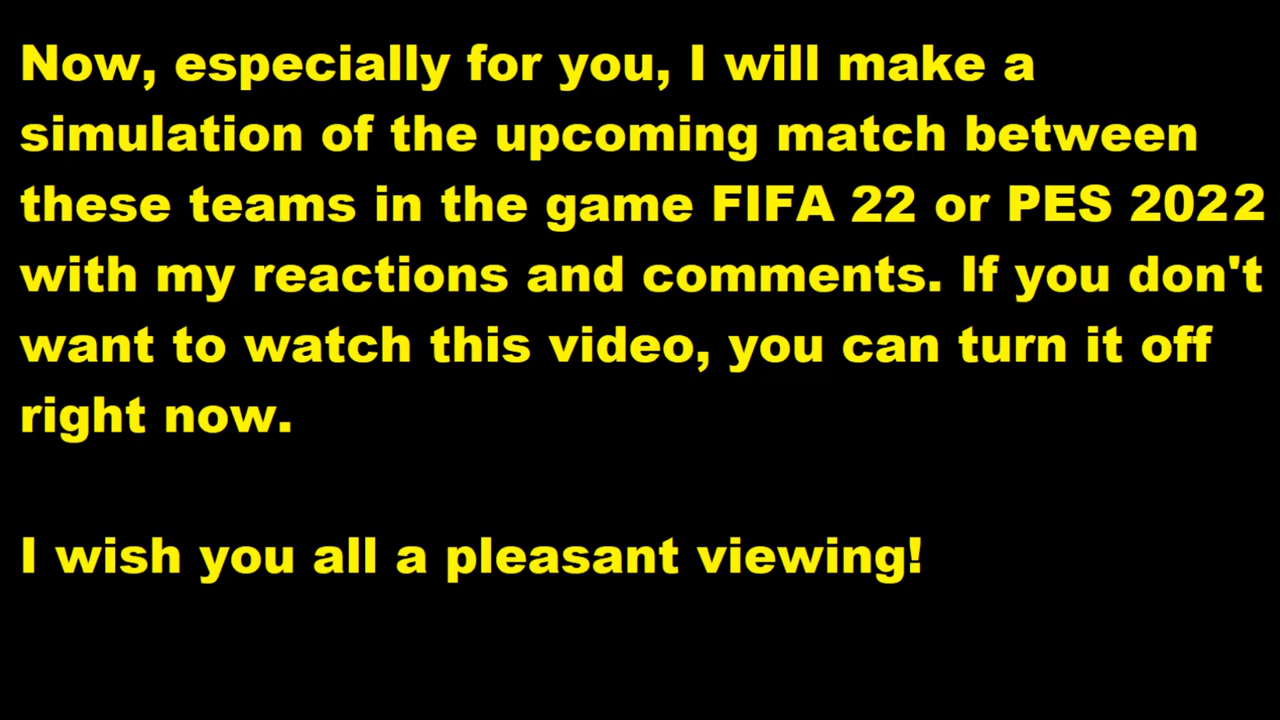 Now, especially for you, I will make a
simulation of the upcoming match between
these teams in the game FIFA 22 or PES 2022
with my reactions and comments. If you don't
want to watch this video, you can turn it off
right now.
I wish you all a pleasant viewing!